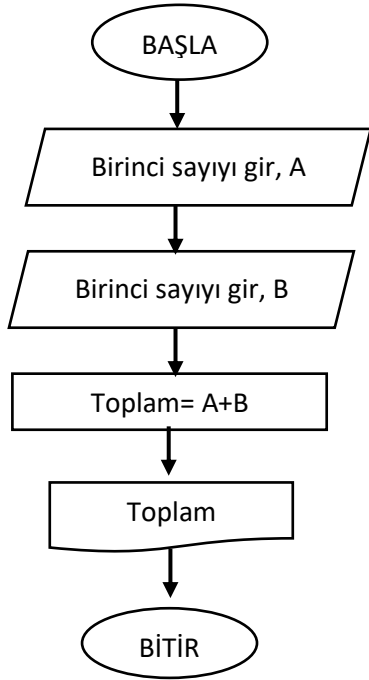 BAŞLA
Birinci sayıyı gir, A
Birinci sayıyı gir, B
Toplam= A+B
Toplam
BİTİR